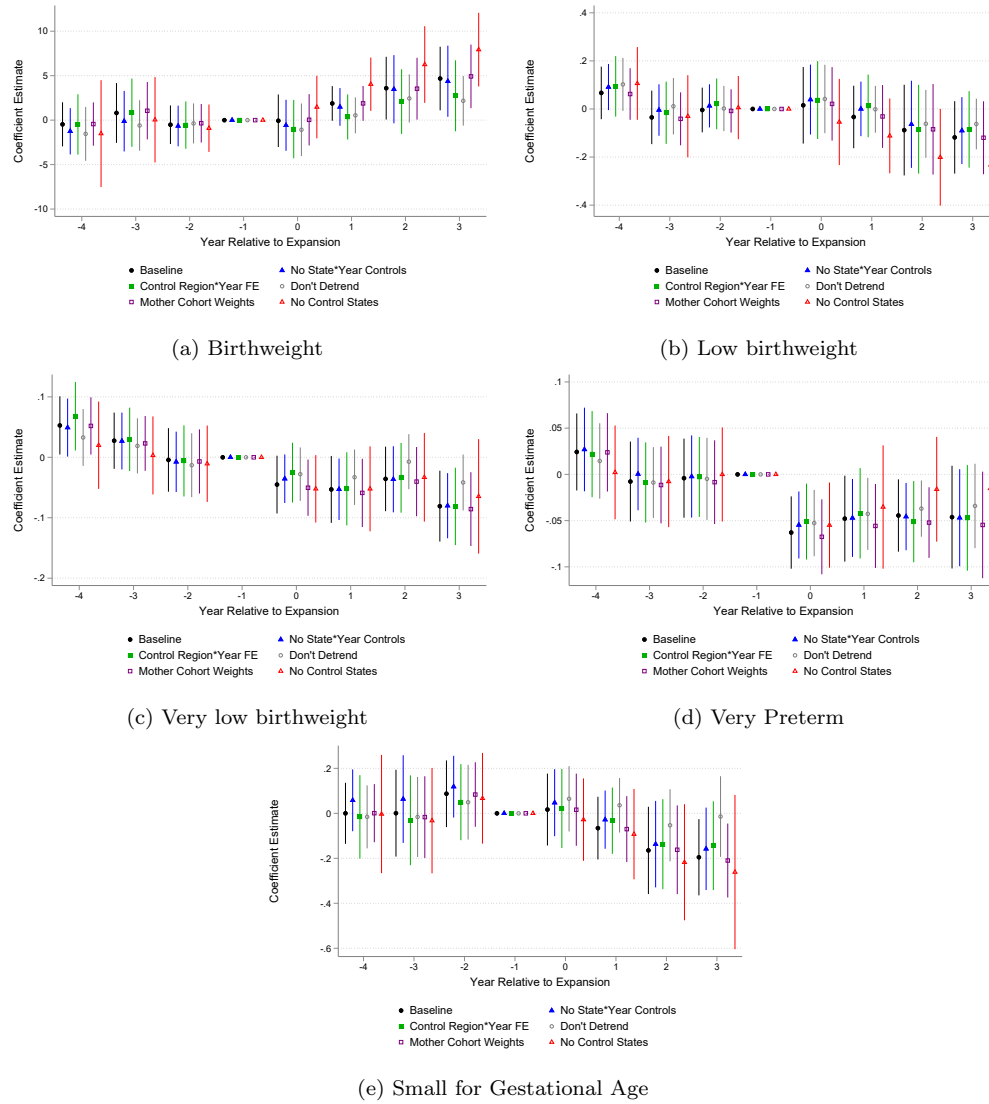 10
5
0
-5
-10
Coefficient Estimate
-4 -3 -2 -1 0 1 2 3
Year Relative to Expansion
Baseline No State*Year Controls
Control Region*Year FE Don't Detrend
Mother Cohort Weights No Control States
(a) Birthweight
.4
.2
0
-.2
-.4
Coefficient Estimate
-4 -3 -2 -1 0 1 2 3
Year Relative to Expansion
Baseline No State*Year Controls
Control Region*Year FE Don't Detrend
Mother Cohort Weights No Control States
(b) Low birthweight
.1
0
-.1
-.2
Coefficient Estimate
-4 -3 -2 -1 0 1 2 3
Year Relative to Expansion
Baseline No State*Year Controls
Control Region*Year FE Don't Detrend
Mother Cohort Weights No Control States
(c) Very low birthweight
.1
.05
0
-.05
-.1
Coefficient Estimate
-4 -3 -2 -1 0 1 2 3
Year Relative to Expansion
Baseline No State*Year Controls
Control Region*Year FE Don't Detrend
Mother Cohort Weights No Control States
(d) Very Preterm
.2
0
-.2
-.4
-.6
Coefficient Estimate
-4 -3 -2 -1 0 1 2 3
Year Relative to Expansion
Baseline No State*Year Controls
Control Region*Year FE Don't Detrend
Mother Cohort Weights No Control States
(e) Small for Gestational Age